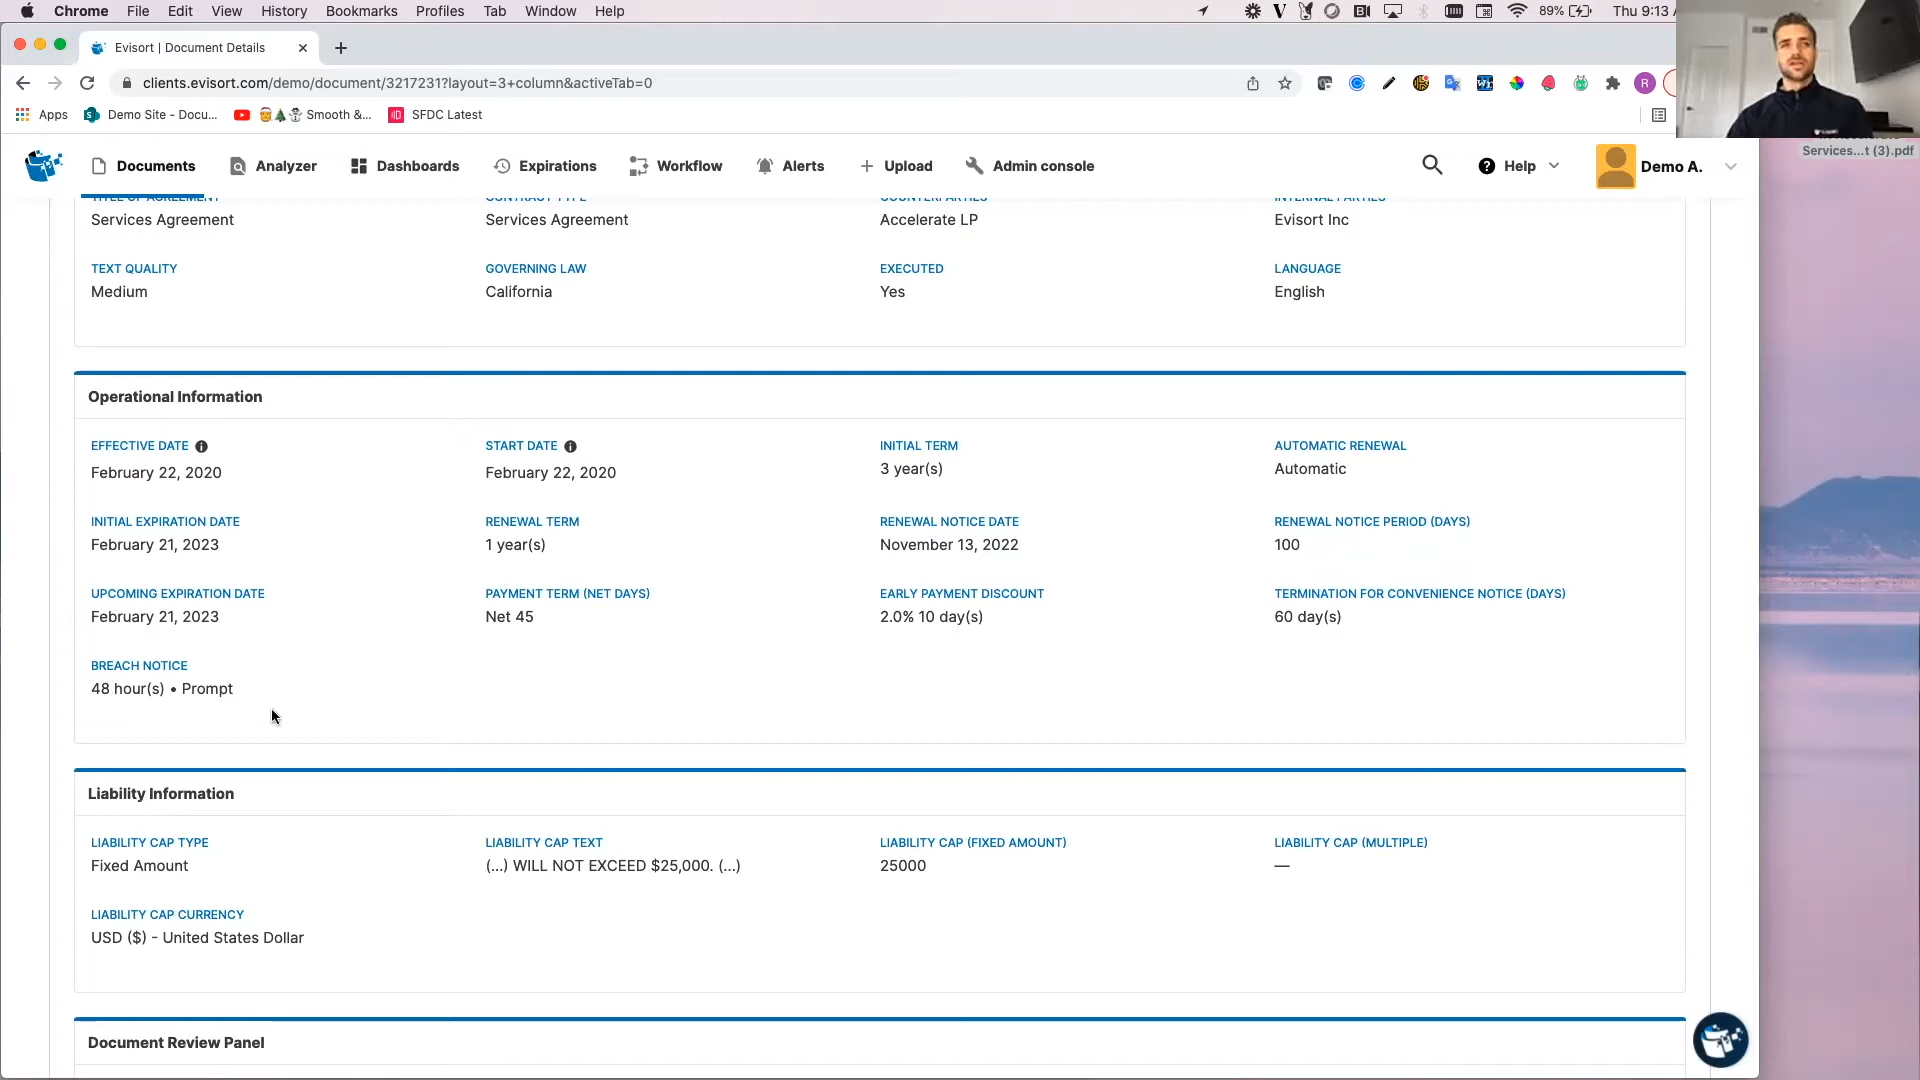 Chrome File Edit View History Bookmarks Profiles Tab Window Help 89% Thu 9:13
Evisort | Document Details
clients.evisort.com/demo/document/3217231?layout=3+column&activeTab=0
Apps Demo Site - Docu... Smooth &... SFDC Latest
Services...t (3).pdf
Documents Analyzer Dashboards Expirations Workflow Alerts Upload Admin console Help Demo A.
TITLE OF AGREEMENT CONTRACT TYPE COUNTERPARTIES INTERNAL PARTIES
Services Agreement Services Agreement Accelerate LP Evisort Inc
TEXT QUALITY GOVERNING LAW EXECUTED LANGUAGE
Medium California Yes English
Operational Information
EFFECTIVE DATE START DATE INITIAL TERM AUTOMATIC RENEWAL
February 22, 2020 February 22, 2020 3 year(s) Automatic
INITIAL EXPIRATION DATE RENEWAL TERM RENEWAL NOTICE DATE RENEWAL NOTICE PERIOD (DAYS)
February 21, 2023 1 year(s) November 13, 2022 100
UPCOMING EXPIRATION DATE PAYMENT TERM (NET DAYS) EARLY PAYMENT DISCOUNT TERMINATION FOR CONVENIENCE NOTICE (DAYS)
February 21, 2023 Net 45 2.0% 10 day(s) 60 day(s)
BREACH NOTICE
48 hour(s) • Prompt
Liability Information
LIABILITY CAP TYPE LIABILITY CAP TEXT LIABILITY CAP (FIXED AMOUNT) LIABILITY CAP (MULTIPLE)
Fixed Amount (...) WILL NOT EXCEED $25,000. (...) 25000 —
LIABILITY CAP CURRENCY
USD ($) - United States Dollar
Document Review Panel